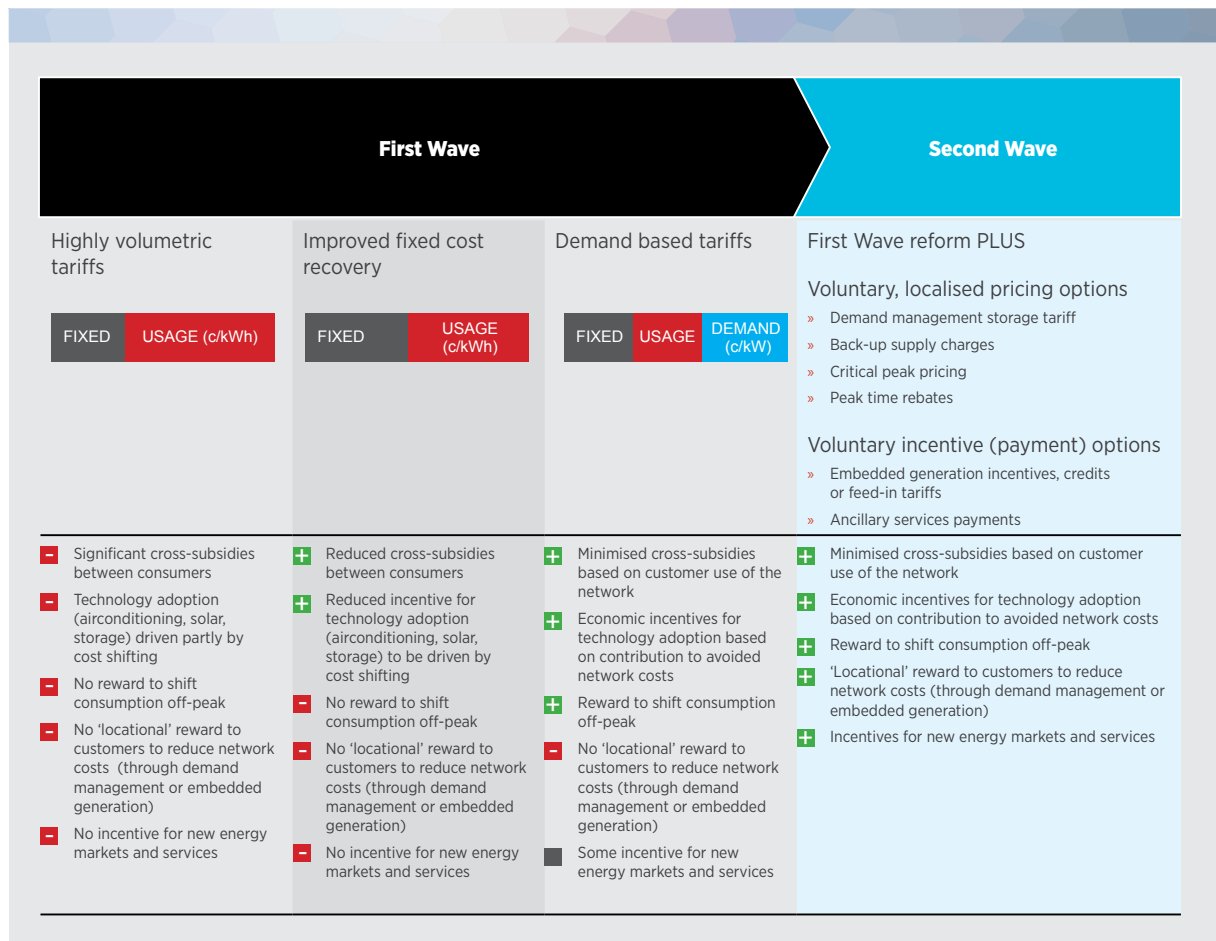 First Wave
Second Wave
Highly volumetric
tariffs
FIXED
USAGE (c/kWh)
- Significant cross-subsidies
between consumers
- Technology adoption
(airconditioning, solar,
storage) driven partly by
cost shifting
- No reward to shift
consumption off-peak
- No ‘locational’ reward to
customers to reduce network
costs (through demand
management or embedded
generation)
- No incentive for new energy
markets and services
Improved fixed cost
recovery
FIXED
USAGE
(c/kWh)
+ Reduced cross-subsidies
between consumers
+ Reduced incentive for
technology adoption
(airconditioning, solar,
storage) to be driven by
cost shifting
- No reward to shift
consumption off-peak
- No ‘locational’ reward to
customers to reduce network
costs (through demand
management or embedded
generation)
- No incentive for new energy
markets and services
Demand based tariffs
FIXED
USAGE
DEMAND
(c/kW)
+ Minimised cross-subsidies
based on customer use of the
network
+ Economic incentives for
technology adoption based
on contribution to avoided
network costs
+ Reward to shift consumption
off-peak
- No ‘locational’ reward to
customers to reduce network
costs (through demand
management or embedded
generation)
Some incentive for new
energy markets and services
First Wave reform PLUS
Voluntary, localised pricing options
» Demand management storage tariff
» Back-up supply charges
» Critical peak pricing
» Peak time rebates
Voluntary incentive (payment) options
» Embedded generation incentives, credits
or feed-in tariffs
» Ancillary services payments
+ Minimised cross-subsidies based on customer
use of the network
+ Economic incentives for technology adoption
based on contribution to avoided network costs
+ Reward to shift consumption off-peak
+ ‘Locational’ reward to customers to reduce
network costs (through demand management or
embedded generation)
+ Incentives for new energy markets and services